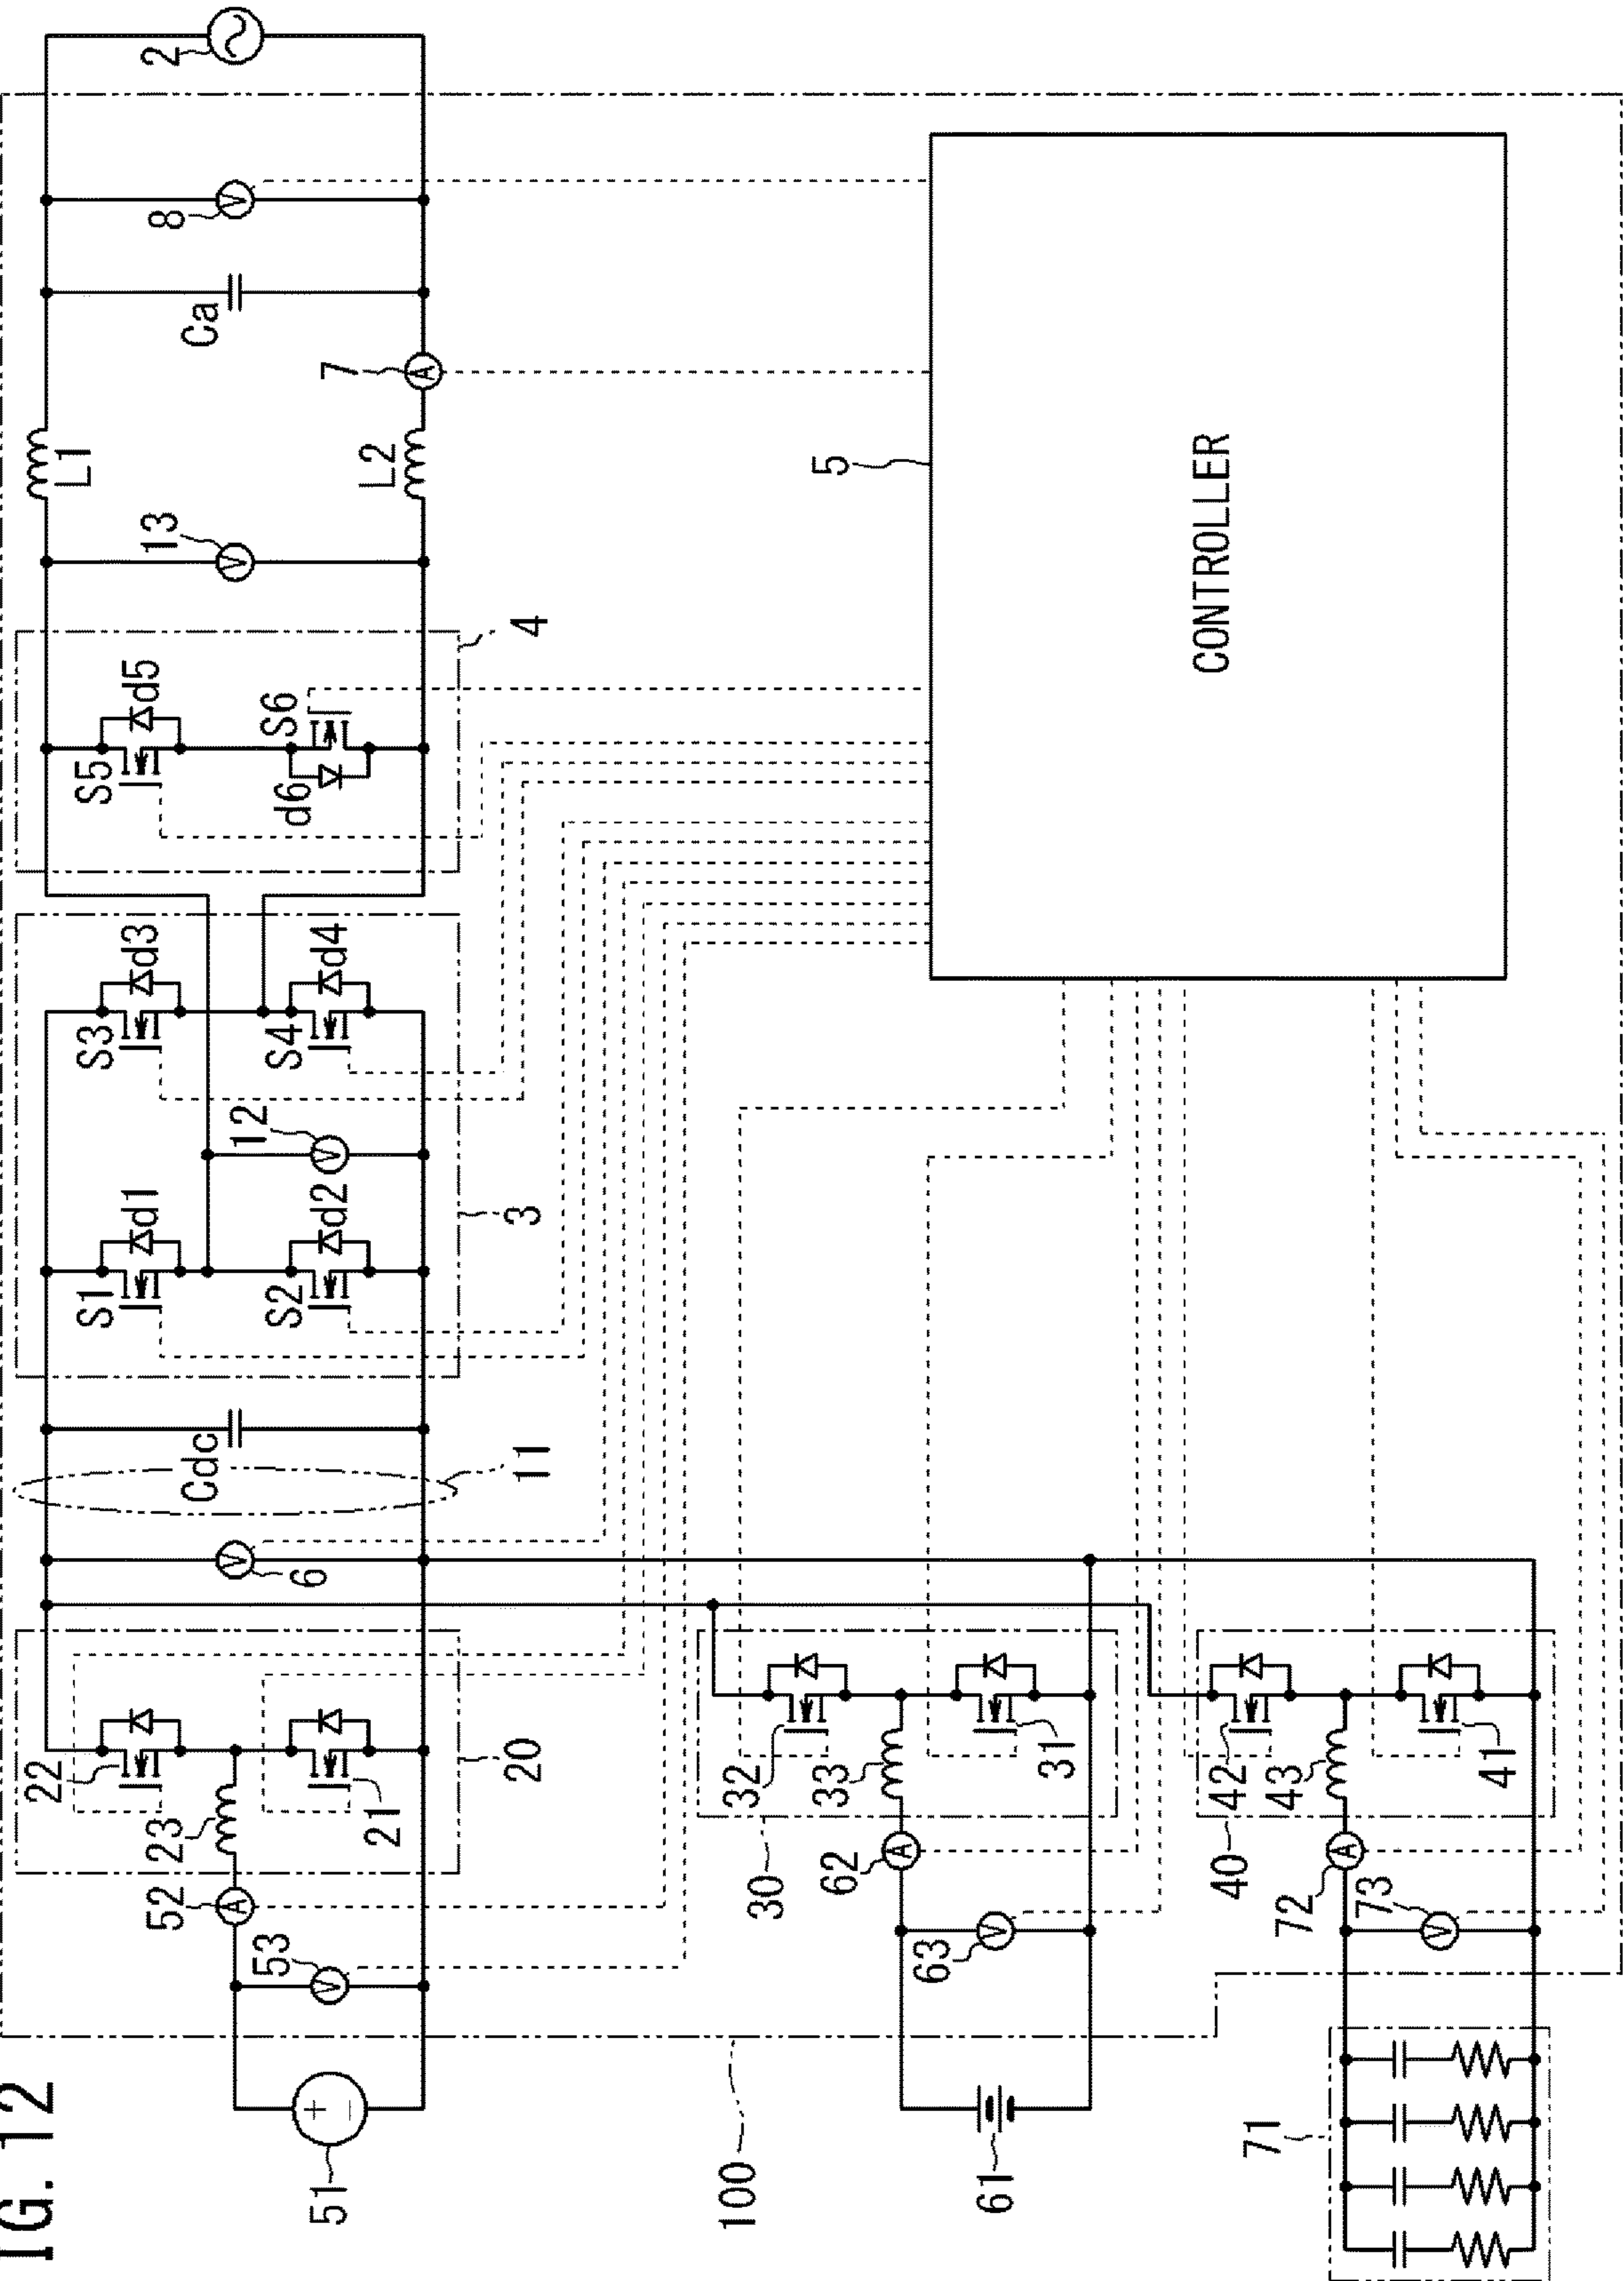 IG. 12
22
23
52
53
51
21
20
6
Cdc
11
S1
d1
S2
d2
12
3
S3
d3
S4
d4
S5
d5
S6
d6
4
13
L1
L2
7
Ca
8
2
V
V
V
V
V
A
A
+
−
100
5
CONTROLLER
32
33
31
30
62
63
61
A
V
42
43
41
40
72
73
71
A
V